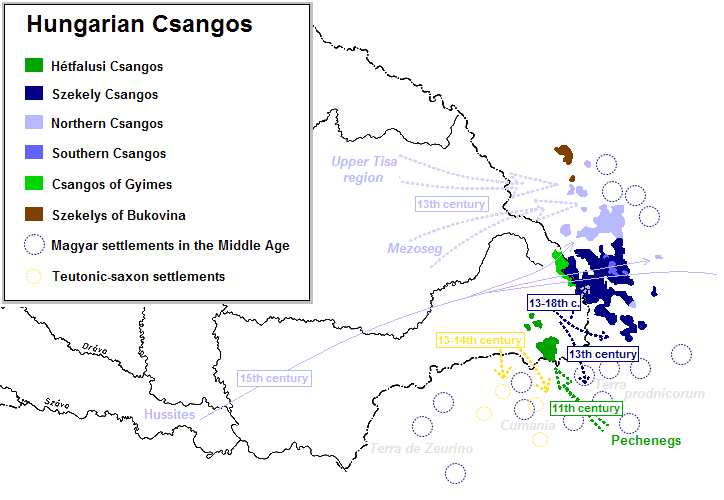 Hungarian Csangos
Hétfalusi Csangos
Szekely Csangos
Northern Csangos
Southern Csangos
Csangos of Gyimes
Szekelys of Bukovina
Magyar settlements in the Middle Age
Teutonic-saxon settlements
Upper Tisa
region
13th century
Mezoseg
13-18th c.
13-14th century
13th century
Dráva
15th century
Száva
Hussites
Terra
prodnicorum
11th century
Cumania
Pechenegs
Terra de Zeurino